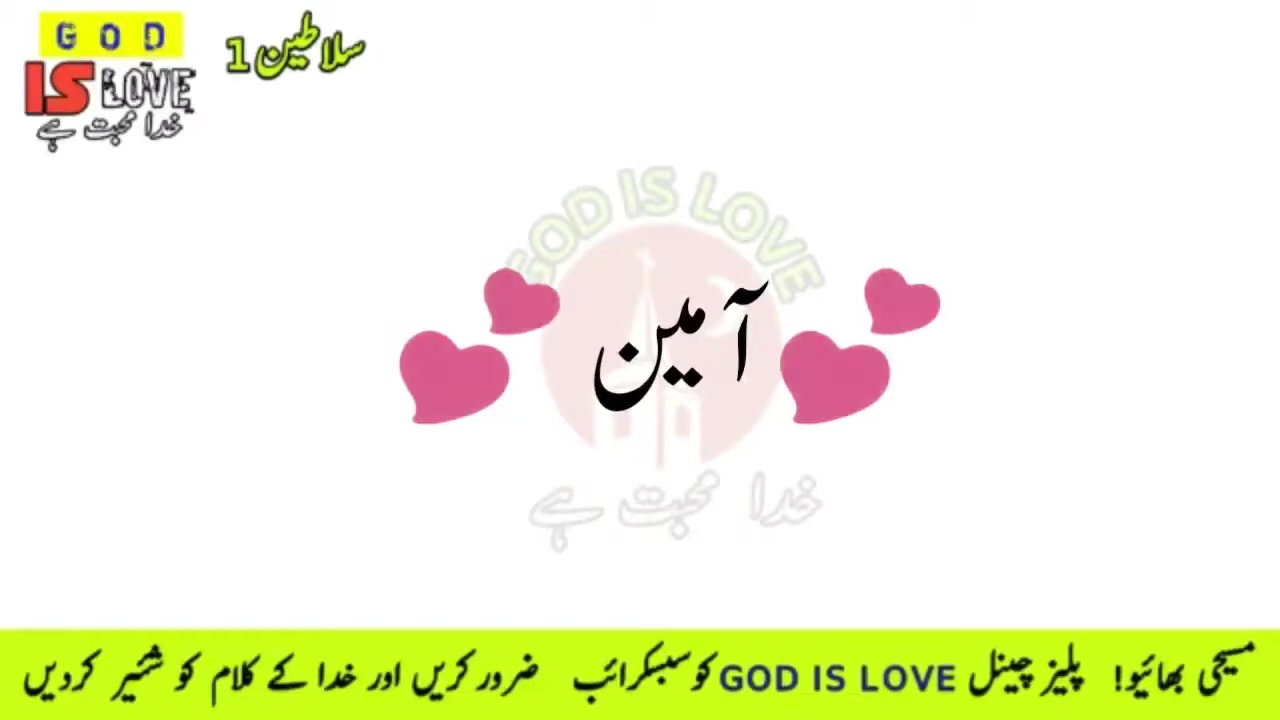 GOD
IS LOVE
خدا محبت ہے
1 سلاطین
GOD IS LOVE
آمین
خدا محبت ہے
مسیحی بھائیو! پلیز چینل GOD IS LOVE کو سبسکرائب ضرور کریں اور خدا کے کلام کو شئیر کردیں